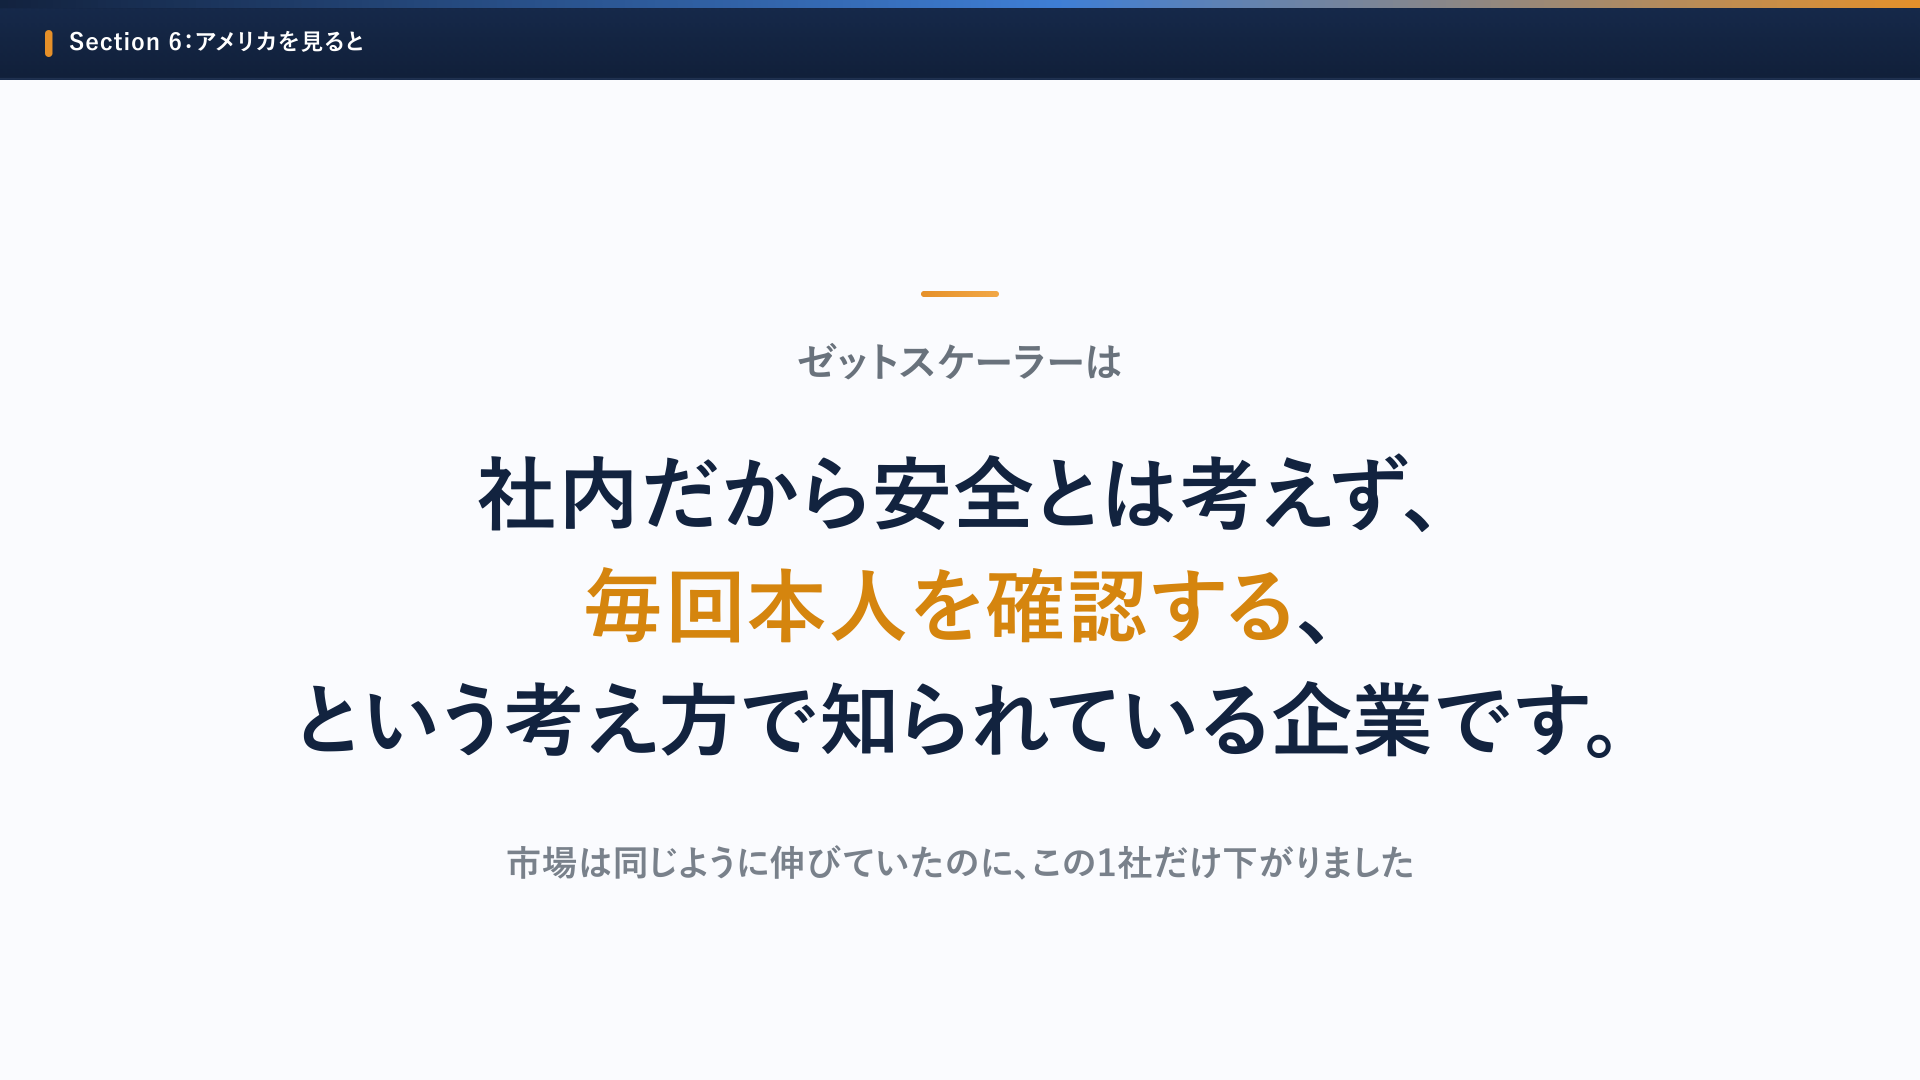 Section 6：アメリカを見ると
ゼットスケーラーは
社内だから安全とは考えず、
毎回本人を確認する、
という考え方で知られている企業です。
市場は同じように伸びていたのに、この1社だけ下がりました